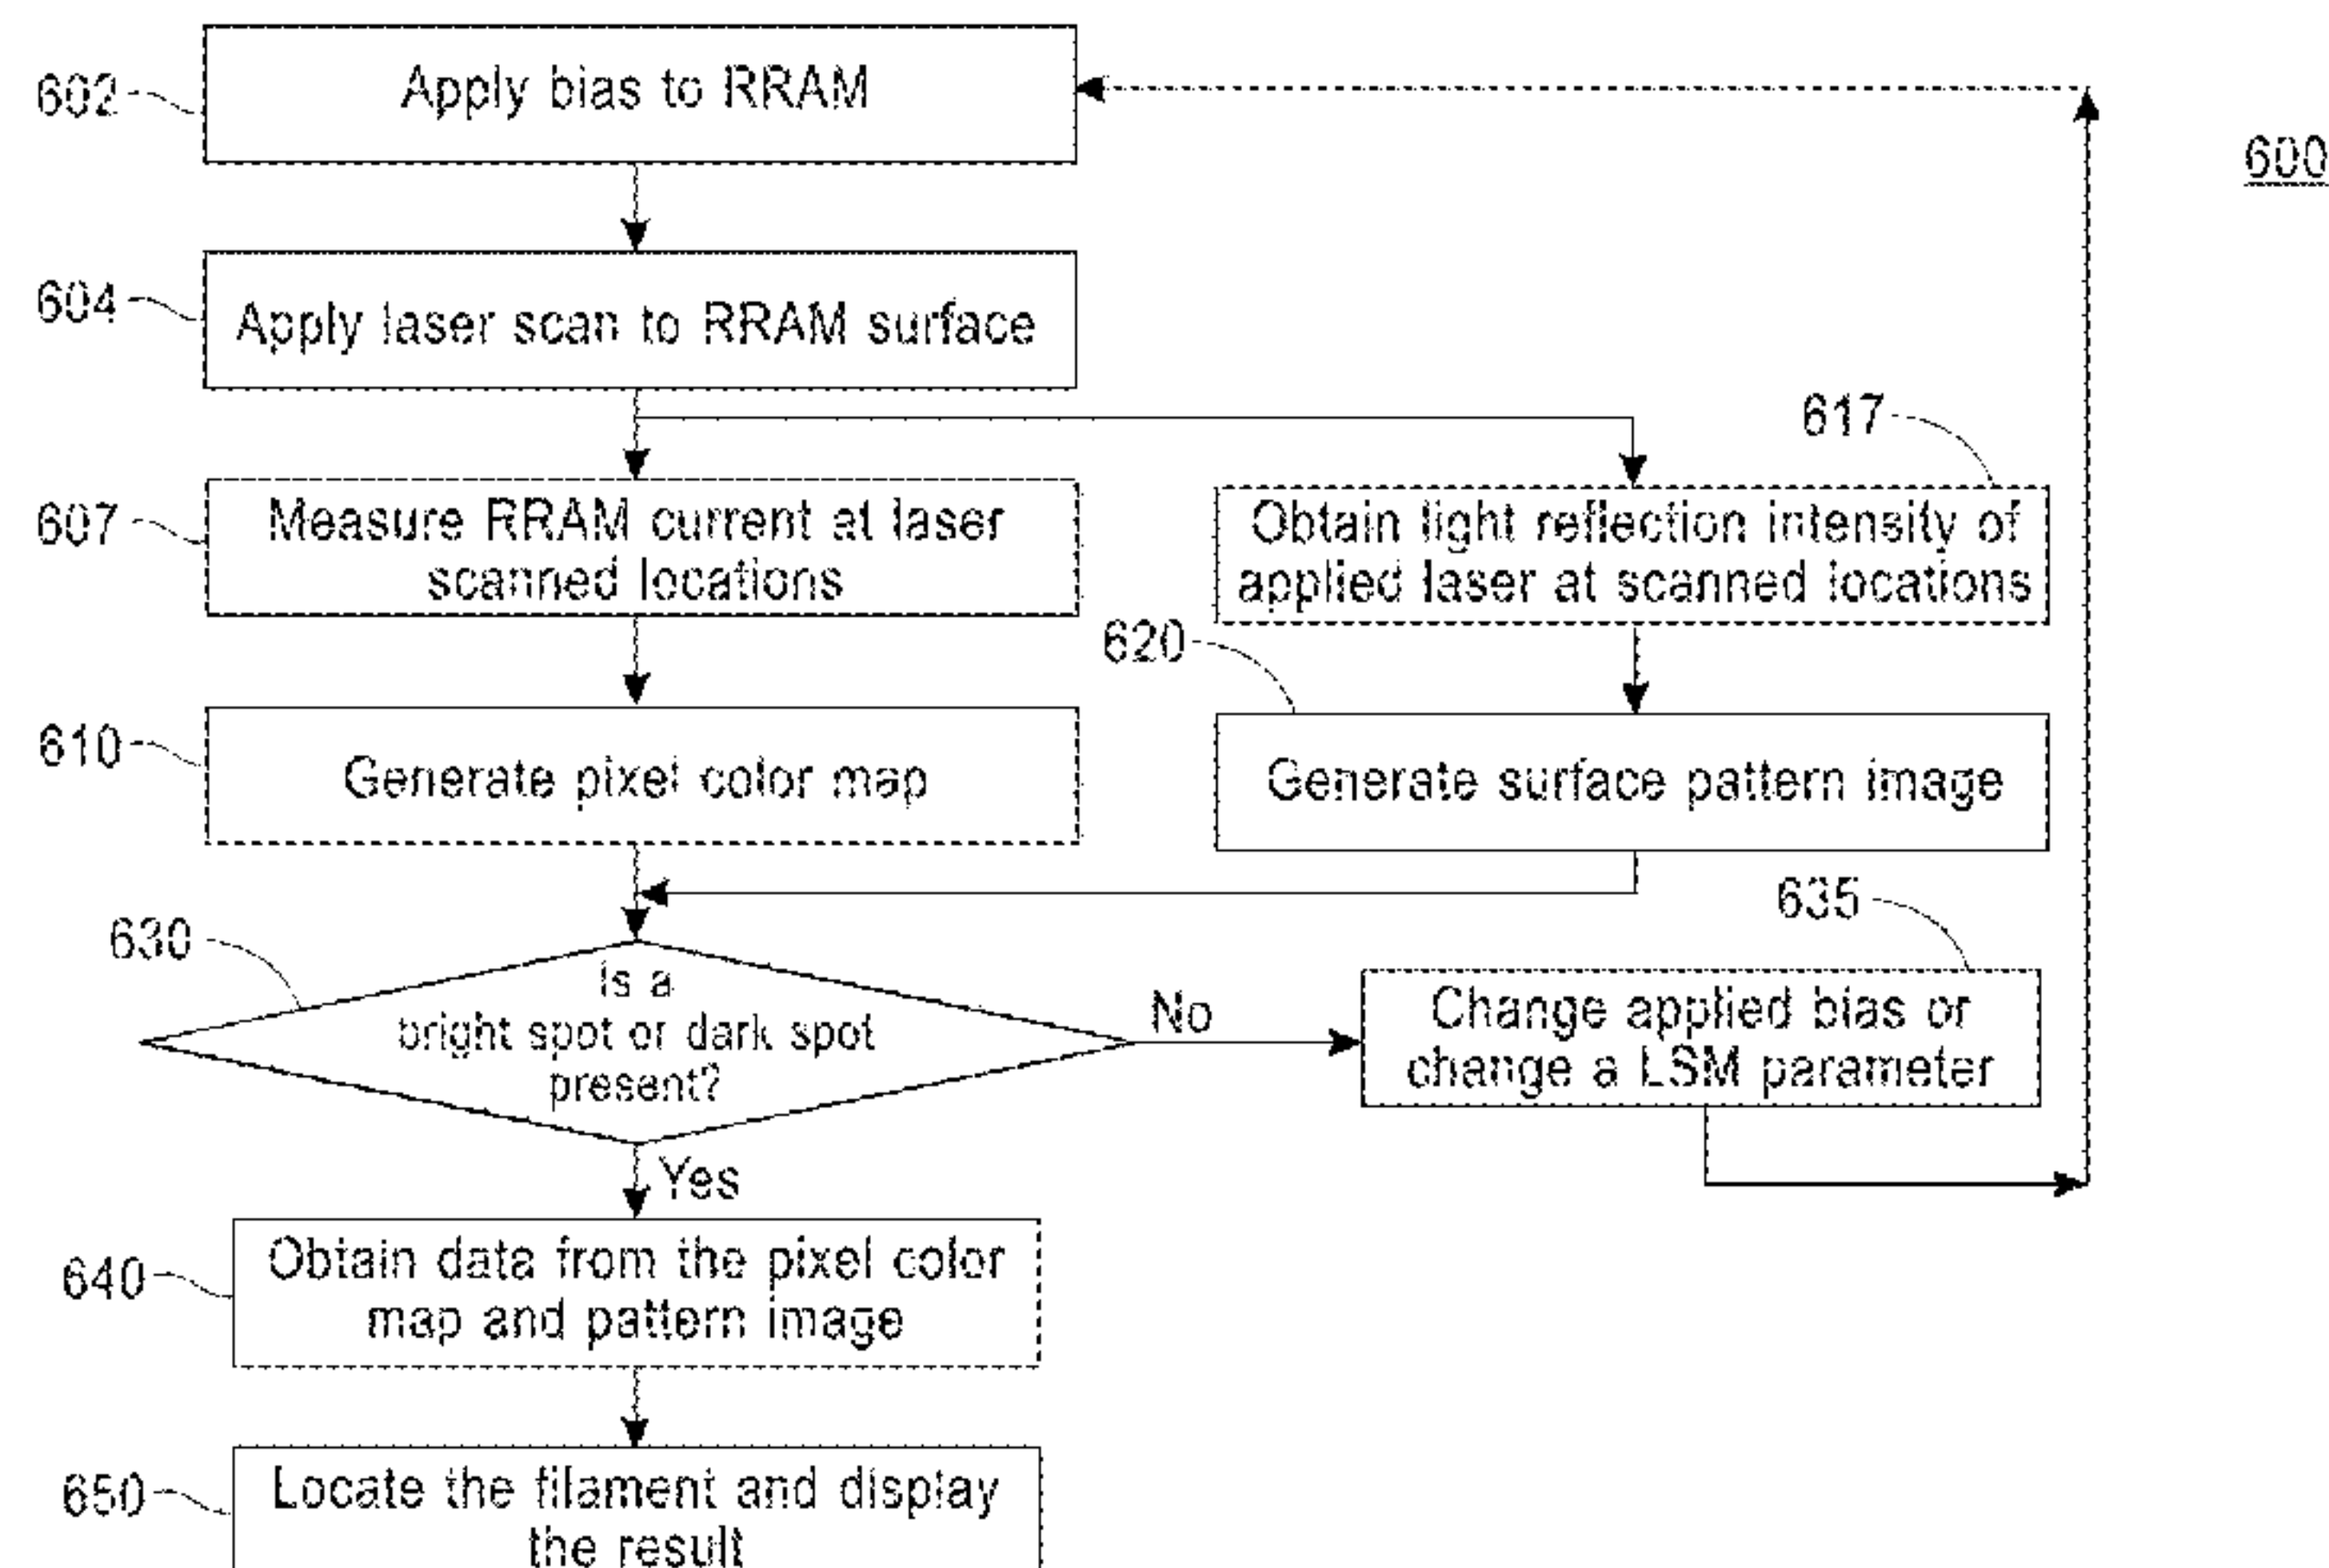 602
Apply bias to RRAM
600
604
Apply laser scan to RRAM surface
617
607
Measure RRAM current at laser
scanned locations
Obtain light reflection intensity of
applied laser at scanned locations
620
610
Generate pixel color map
Generate surface pattern image
635
630
is a
bright spot or dark spot
present?
No
Change applied bias or
change a LSM parameter
Yes
640
Obtain data from the pixel color
map and pattern image
650
Locate the filament and display
the result